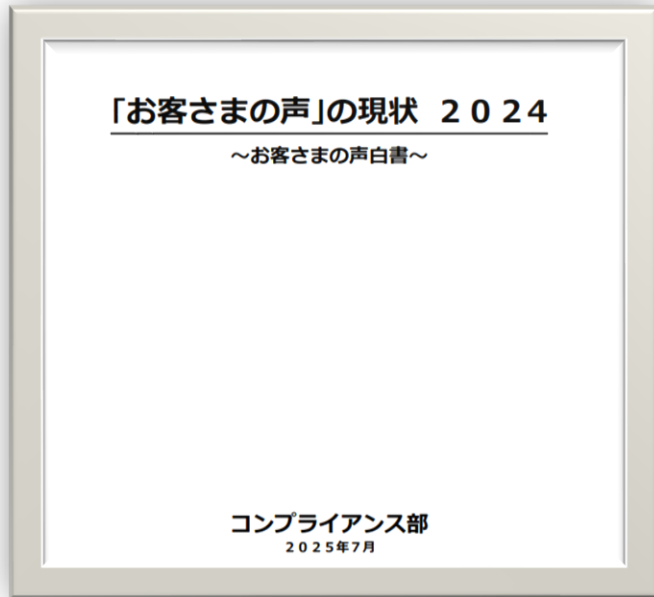 「お客さまの声」の現状 ２０２４
～お客さまの声白書～
コンプライアンス部
２０２５年７月